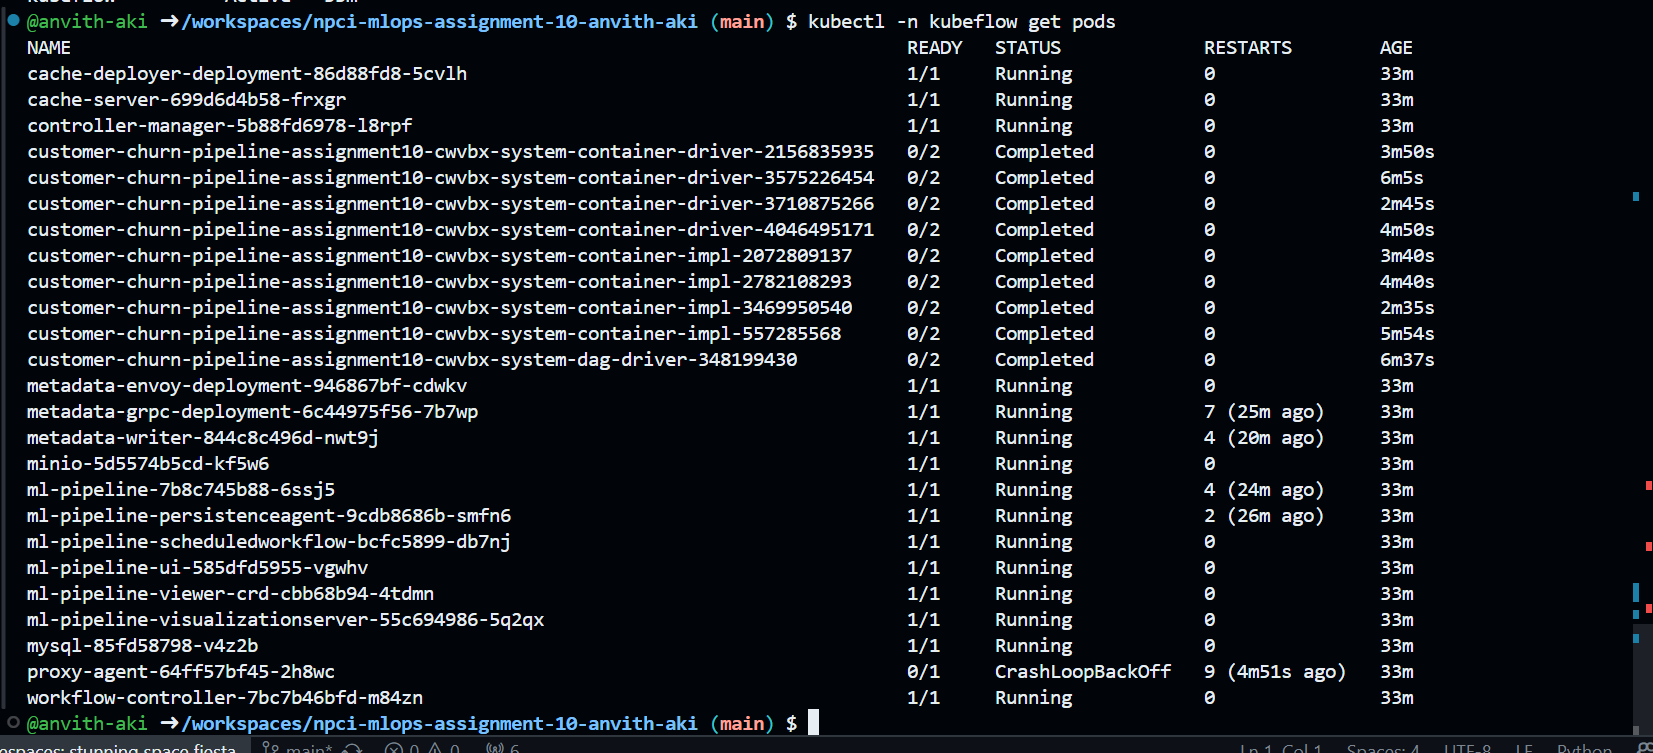 @anvith-aki →/workspaces/npci-mlops-assignment-10-anvith-aki (main) $ kubectl -n kubeflow get pods
NAME READY STATUS RESTARTS AGE
cache-deployer-deployment-86d88fd8-5cvlh 1/1 Running 0 33m
cache-server-699d6d4b58-frxgr 1/1 Running 0 33m
controller-manager-5b88fd6978-l8rpf 1/1 Running 0 33m
customer-churn-pipeline-assignment10-cwvbx-system-container-driver-2156835935 0/2 Completed 0 3m50s
customer-churn-pipeline-assignment10-cwvbx-system-container-driver-3575226454 0/2 Completed 0 6m5s
customer-churn-pipeline-assignment10-cwvbx-system-container-driver-3710875266 0/2 Completed 0 2m45s
customer-churn-pipeline-assignment10-cwvbx-system-container-driver-4046495171 0/2 Completed 0 4m50s
customer-churn-pipeline-assignment10-cwvbx-system-container-impl-2072809137 0/2 Completed 0 3m40s
customer-churn-pipeline-assignment10-cwvbx-system-container-impl-2782108293 0/2 Completed 0 4m40s
customer-churn-pipeline-assignment10-cwvbx-system-container-impl-3469950540 0/2 Completed 0 2m35s
customer-churn-pipeline-assignment10-cwvbx-system-container-impl-557285568 0/2 Completed 0 5m54s
customer-churn-pipeline-assignment10-cwvbx-system-dag-driver-348199430 0/2 Completed 0 6m37s
metadata-envoy-deployment-946867bf-cdwkv 1/1 Running 0 33m
metadata-grpc-deployment-6c44975f56-7b7wp 1/1 Running 7 (25m ago) 33m
metadata-writer-844c8c496d-nwt9j 1/1 Running 4 (20m ago) 33m
minio-5d5574b5cd-kf5w6 1/1 Running 0 33m
ml-pipeline-7b8c745b88-6ssj5 1/1 Running 4 (24m ago) 33m
ml-pipeline-persistenceagent-9cdb8686b-smfn6 1/1 Running 2 (26m ago) 33m
ml-pipeline-scheduledworkflow-bcfc5899-db7nj 1/1 Running 0 33m
ml-pipeline-ui-585dfd5955-vgwhv 1/1 Running 0 33m
ml-pipeline-viewer-crd-cbb68b94-4tdmn 1/1 Running 0 33m
ml-pipeline-visualizationserver-55c694986-5q2qx 1/1 Running 0 33m
mysql-85fd58798-v4z2b 1/1 Running 0 33m
proxy-agent-64ff57bf45-2h8wc 0/1 CrashLoopBackOff 9 (4m51s ago) 33m
workflow-controller-7bc7b46bfd-m84zn 1/1 Running 0 33m
@anvith-aki →/workspaces/npci-mlops-assignment-10-anvith-aki (main) $
espaces: stunning space fiesta main* 0 0 6 Ln 1, Col 1 Spaces: 4 UTF-8 LF Python